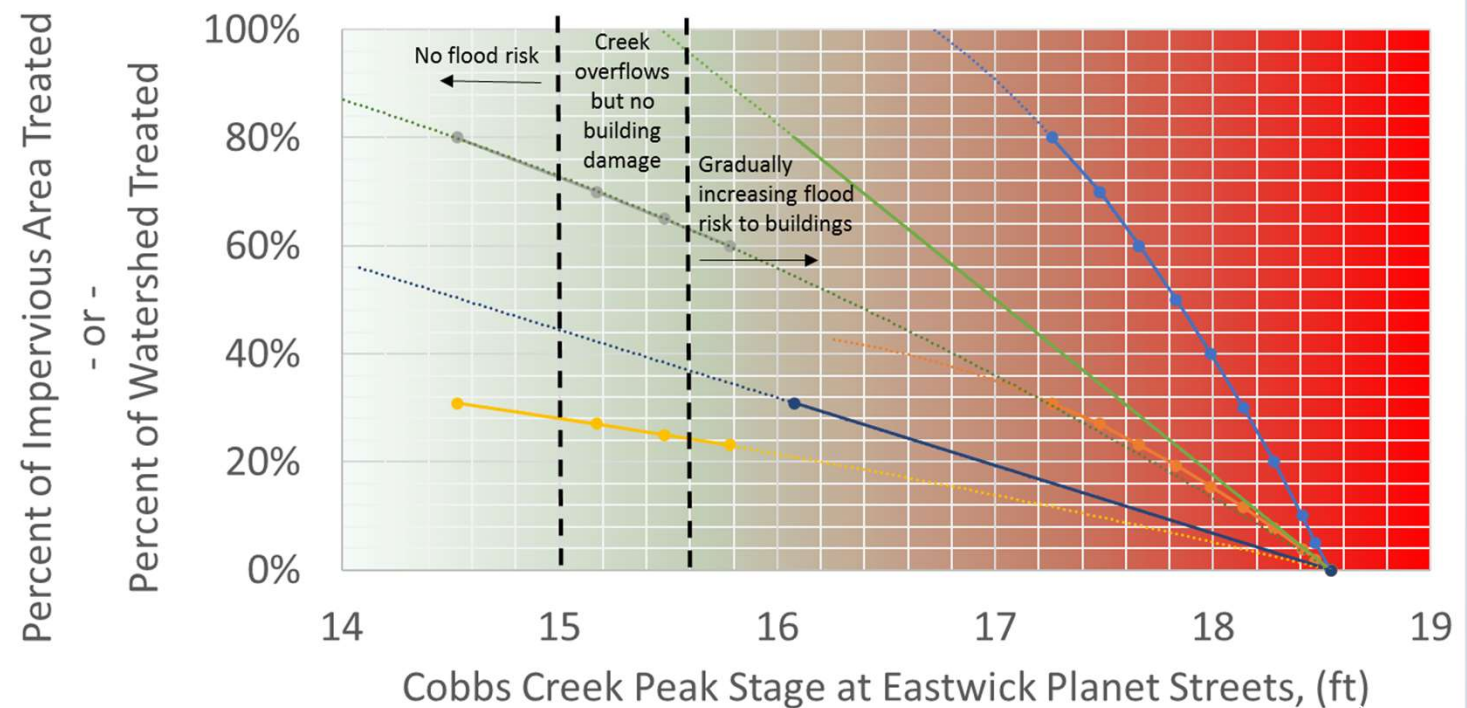 Percent of Impervious Area Treated
- or -
Percent of Watershed Treated
100%
80%
60%
40%
20%
0%
No flood risk
Creek
overflows
but no
building
damage
Gradually
increasing flood
risk to buildings
14 15 16 17 18 19
Cobbs Creek Peak Stage at Eastwick Planet Streets, (ft)